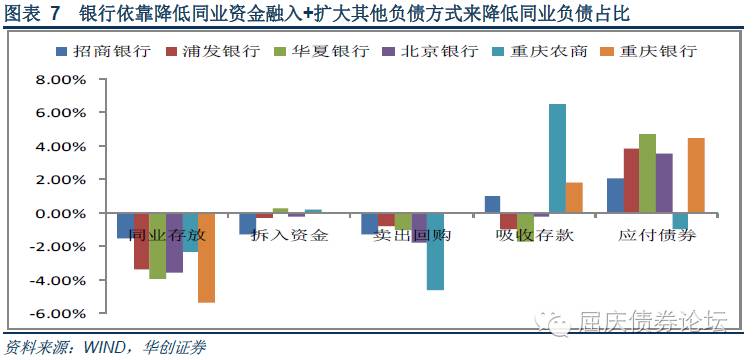 图表 7 银行依靠降低同业资金融入+扩大其他负债方式来降低同业负债占比
招商银行 浦发银行 华夏银行 北京银行 重庆农商 重庆银行
8.00%
6.00%
4.00%
2.00%
0.00%
-2.00%
-4.00%
-6.00%
同业存放 拆入资金 卖出回购 吸收存款 应付债券
屈庆债券论坛
资料来源：WIND，华创证券